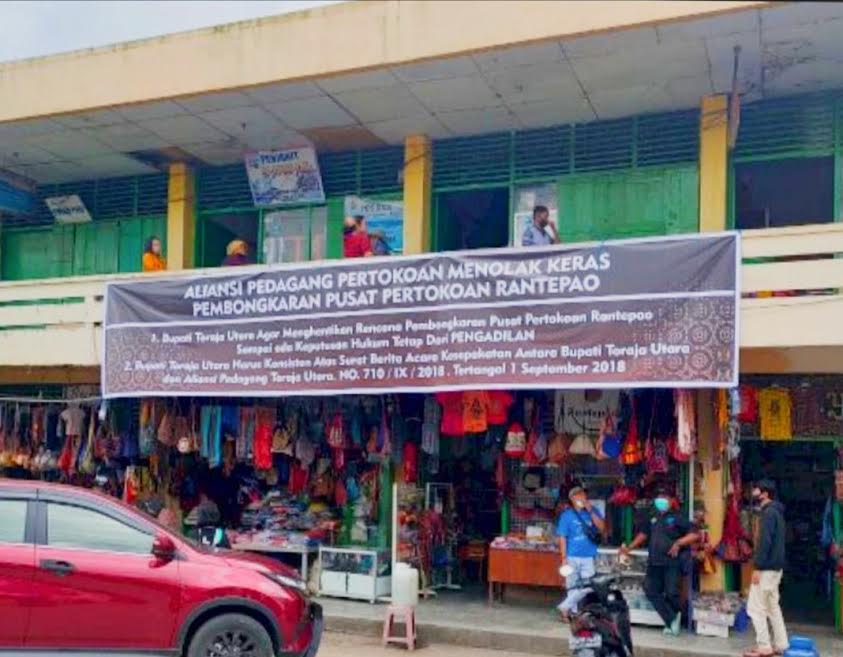 PENJAHIT
ALIANSI PEDAGANG PERTOKOAN MENOLAK KERAS
PEMBONGKARAN PUSAT PERTOKOAN RANTEPAO
1. Bupati Toraja Utara Agar Menghentikan Rencana Pembongkaran Pusat Pertokoan Rantepao
Sampai ada Keputusan Hukum Tetap Dari PENGADILAN
2. Bupati Toraja Utara Harus Konsisten Atas Surat Berita Acara Kesepakatan Antara Bupati Toraja Utara
dan Aliansi Pedagang Toraja Utara. NO. 710 / IX / 2018 . Tertanggal 1 September 2018